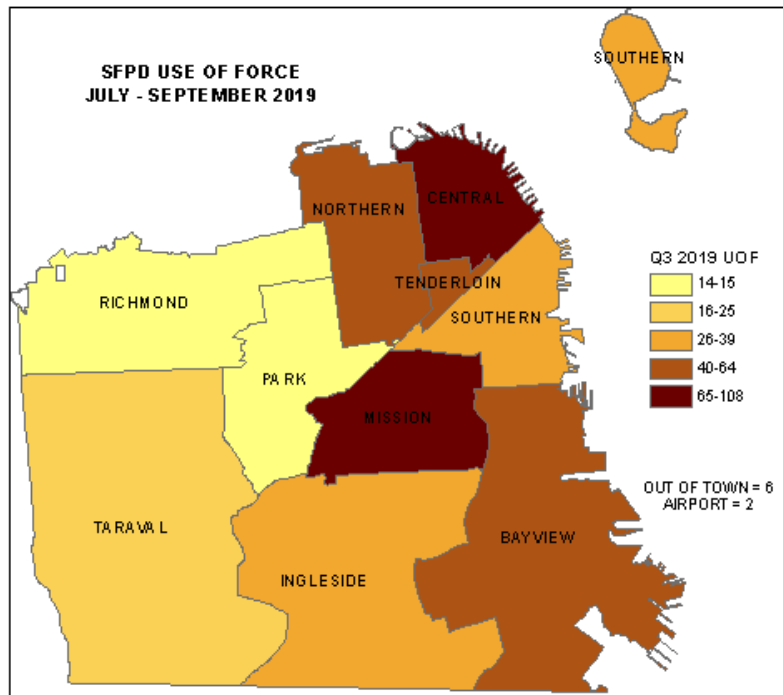 SFPD USE OF FORCE
JULY - SEPTEMBER 2019
SOUTHERN
NORTHERN
CENTRAL
TENDERLOIN
RICHMOND
SOUTHERN
PARK
MISSION
TARAVAL
INGLESIDE
BAYVIEW
Q3 2019 UOF
14-15
16-25
26-39
40-64
65-108
OUT OF TOWN = 6
AIRPORT = 2